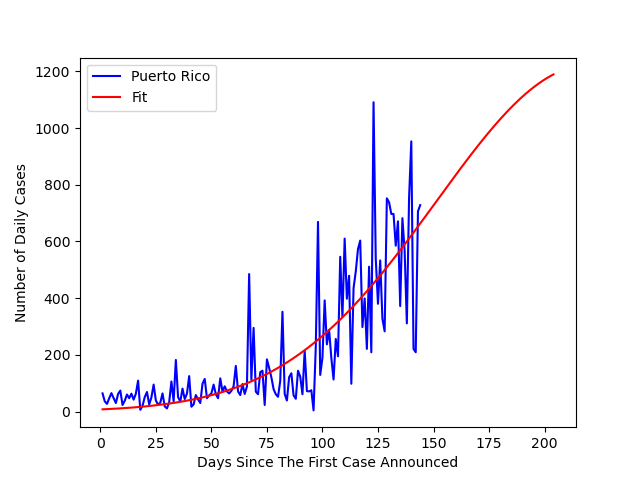 Puerto Rico
Fit
Number of Daily Cases
1200
1000
800
600
400
200
0
0 25 50 75 100 125 150 175 200
Days Since The First Case Announced